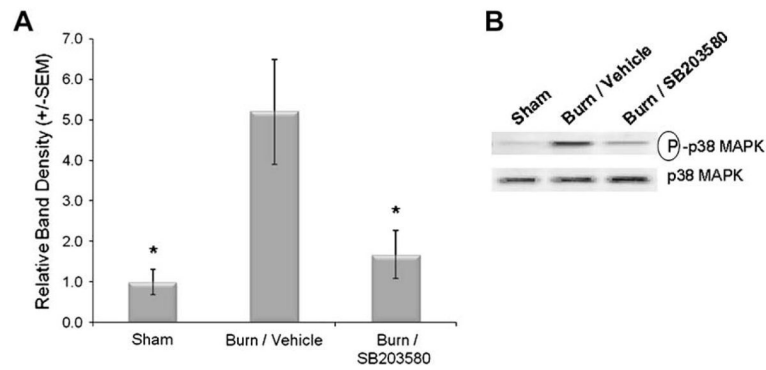 A
Relative Band Density (+/-SEM)
7.0
6.0
5.0
4.0
3.0
2.0
1.0
0.0
*
*
Sham
Burn / Vehicle
Burn /
SB203580
B
Sham
Burn / Vehicle
Burn / SB203580
P -p38 MAPK
p38 MAPK